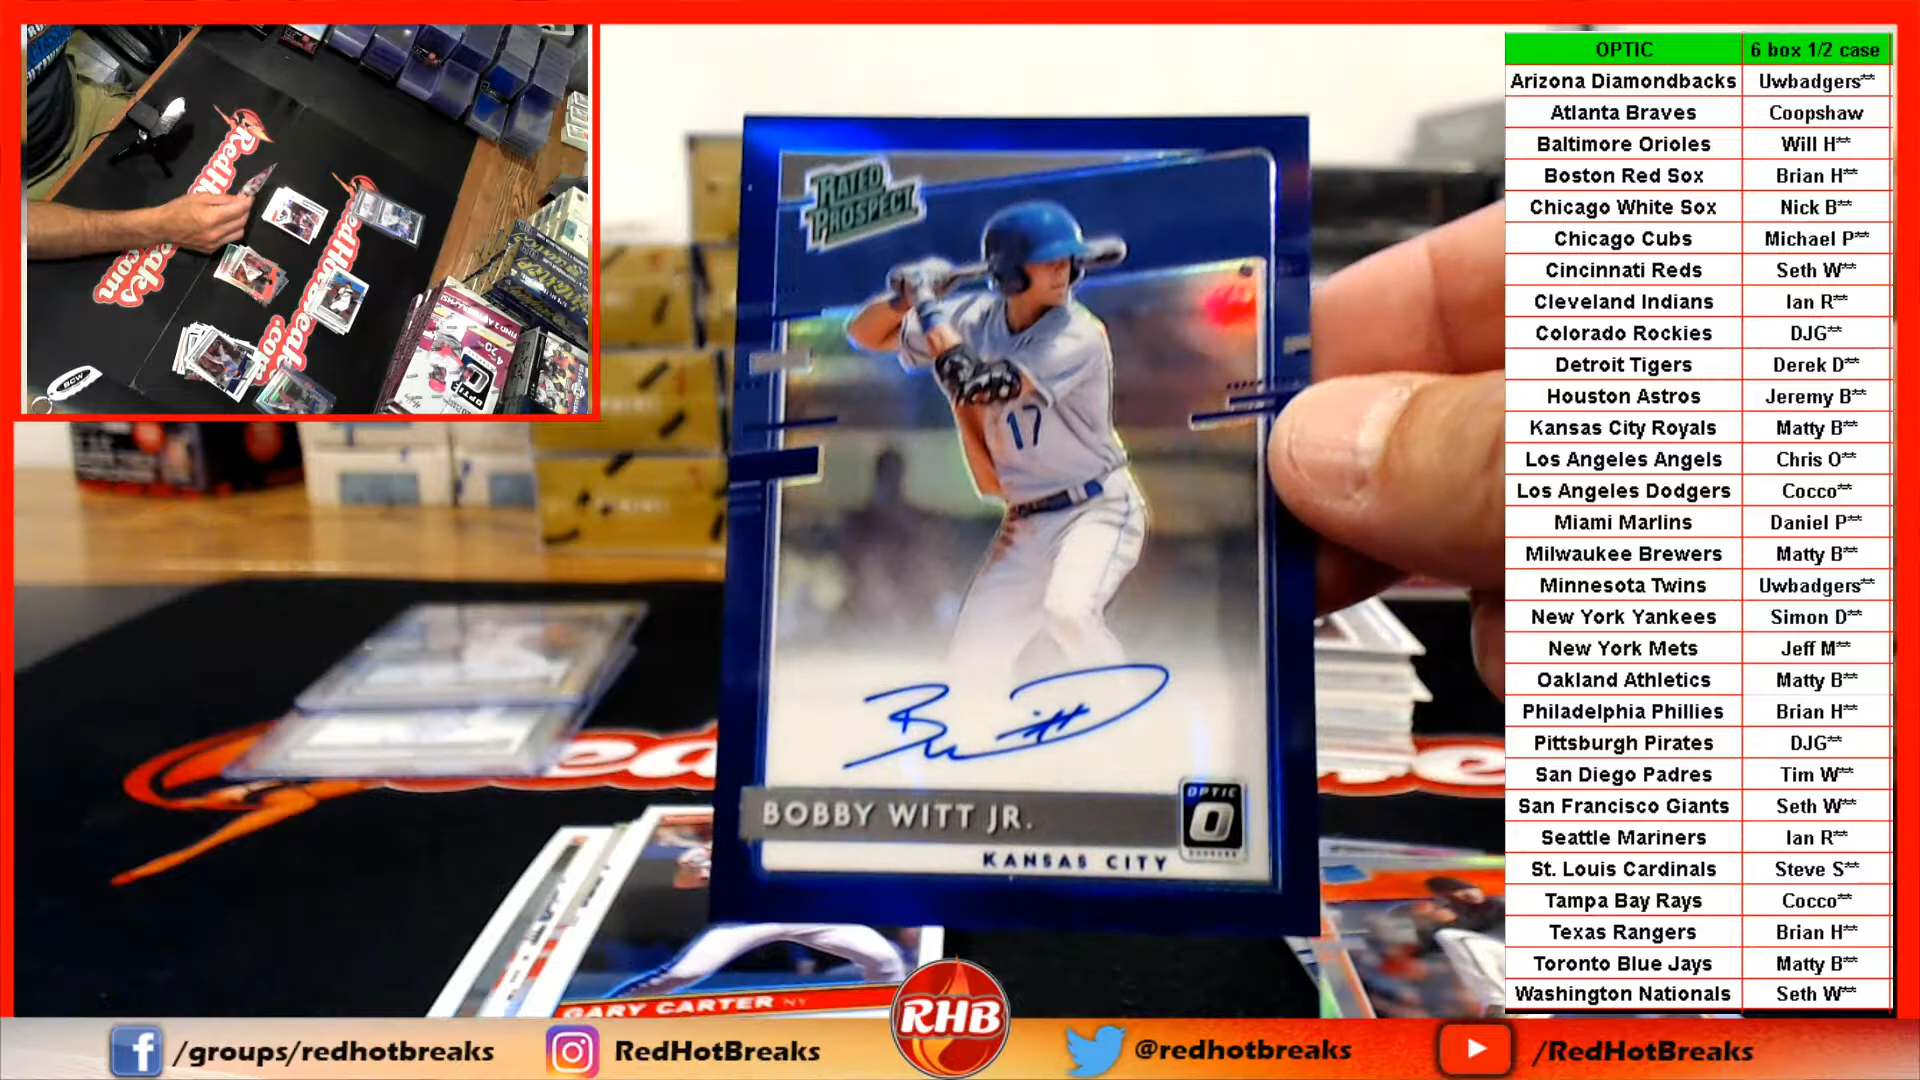 OPTIC 6 box 1/2 case
Arizona Diamondbacks Uwbadgers**
Atlanta Braves Coopshaw
Baltimore Orioles Will H**
Boston Red Sox Brian H**
Chicago White Sox Nick B**
Chicago Cubs Michael P**
Cincinnati Reds Seth W**
Cleveland Indians Ian R**
Colorado Rockies DJG**
Detroit Tigers Derek D**
Houston Astros Jeremy B**
Kansas City Royals Matty B**
Los Angeles Angels Chris O**
Los Angeles Dodgers Cocco**
Miami Marlins Daniel P**
Milwaukee Brewers Matty B**
Minnesota Twins Uwbadgers**
New York Yankees Simon D**
New York Mets Jeff M**
Oakland Athletics Matty B**
Philadelphia Phillies Brian H**
Pittsburgh Pirates DJG**
San Diego Padres Tim W**
San Francisco Giants Seth W**
Seattle Mariners Ian R**
St. Louis Cardinals Steve S**
Tampa Bay Rays Cocco**
Texas Rangers Brian H**
Toronto Blue Jays Matty B**
Washington Nationals Seth W**
RATED
PROSPECT
17
BOBBY WITT JR.
OPTIC
KANSAS CITY
GARY CARTER NY
BCW
RHB
/groups/redhotbreaks
RedHotBreaks
@redhotbreaks
/RedHotBreaks